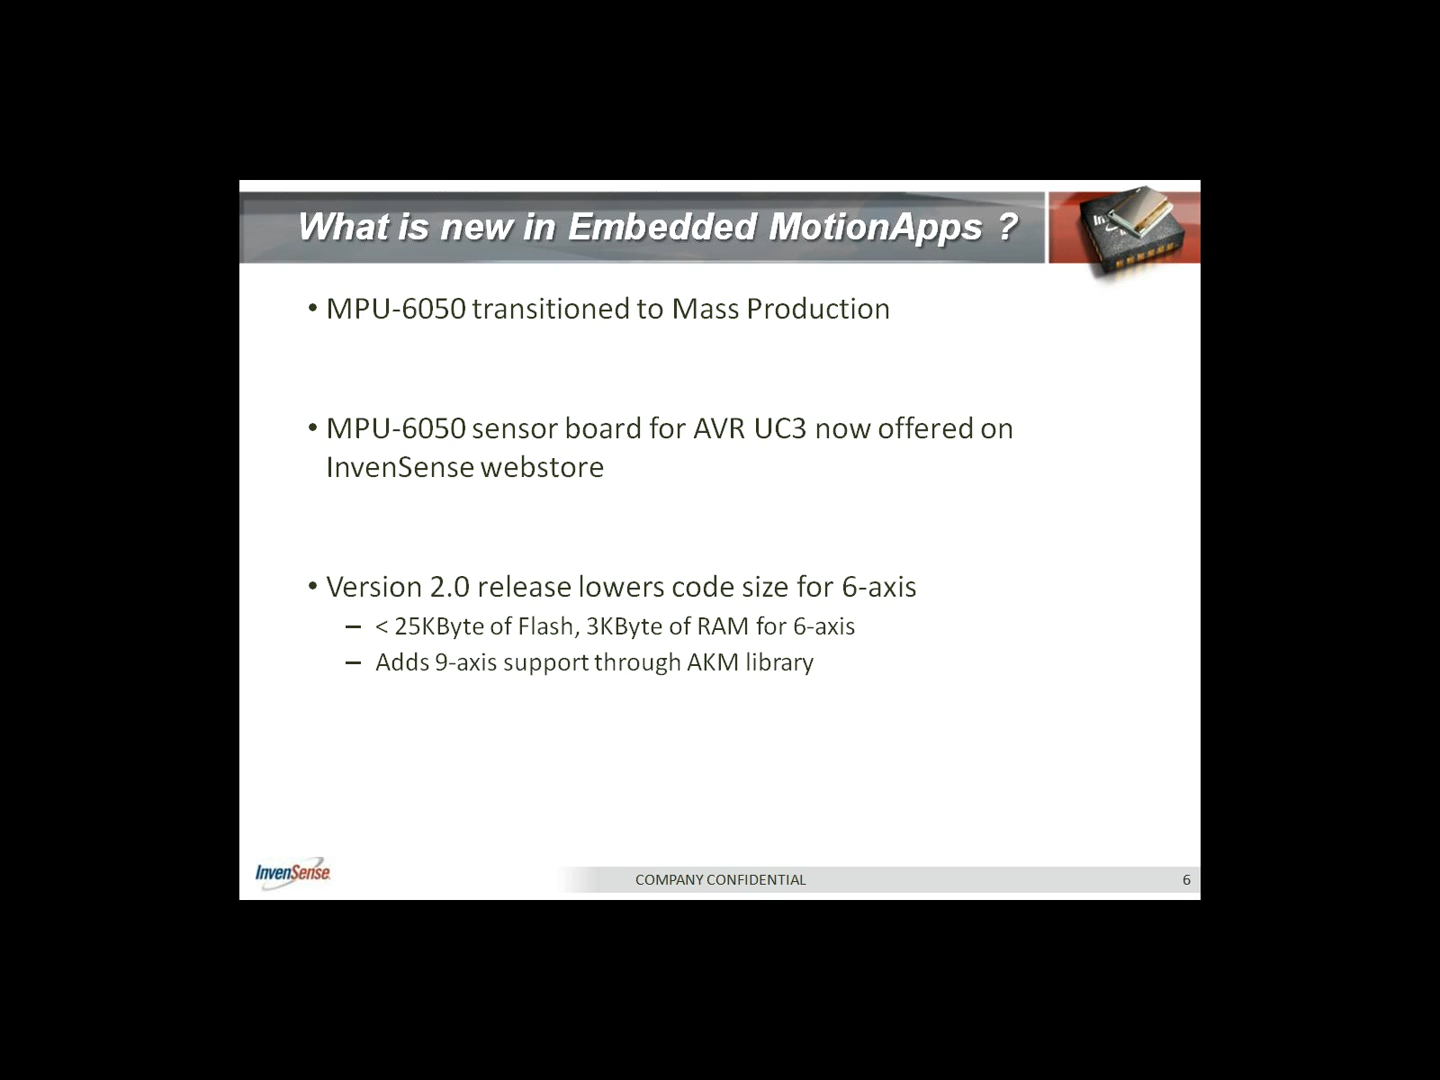 What is new in Embedded MotionApps ?
• MPU-6050 transitioned to Mass Production
• MPU-6050 sensor board for AVR UC3 now offered on
InvenSense webstore
• Version 2.0 release lowers code size for 6-axis
– < 25KByte of Flash, 3KByte of RAM for 6-axis
– Adds 9-axis support through AKM library
InvenSense
COMPANY CONFIDENTIAL
6